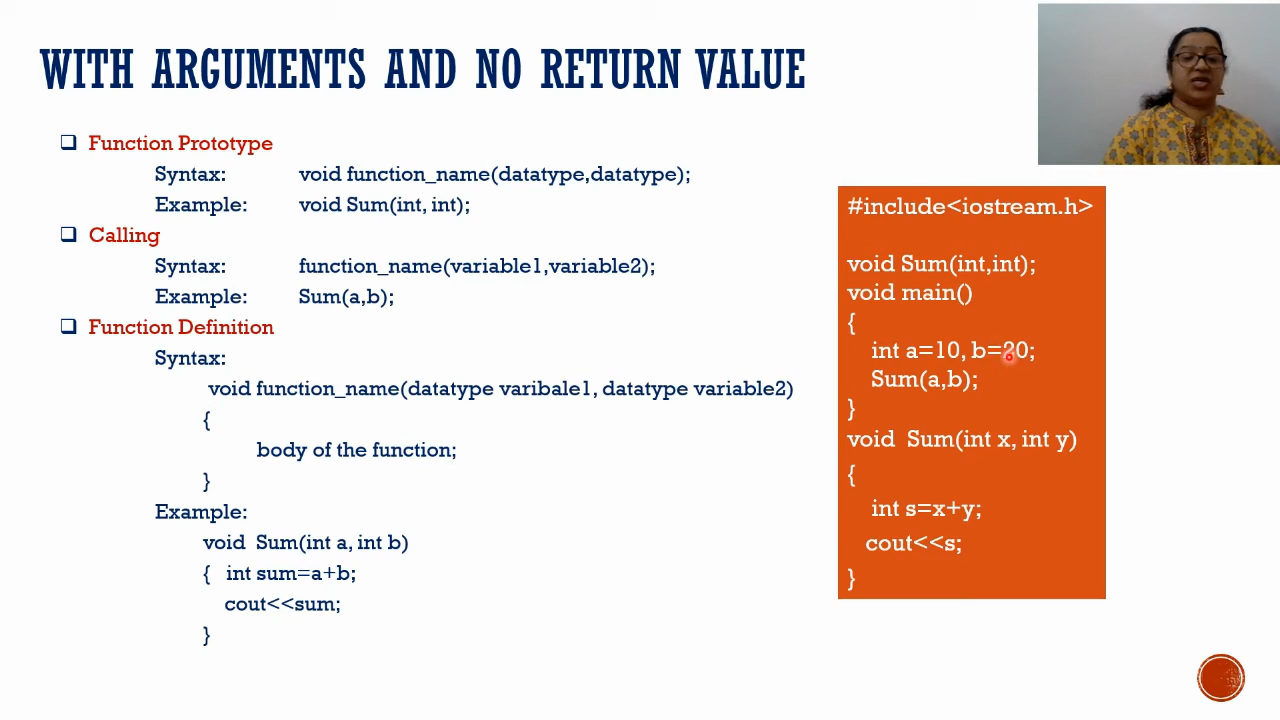 WITH ARGUMENTS AND NO RETURN VALUE
Function Prototype
Syntax: void function_name(datatype,datatype);
Example: void Sum(int, int);
Calling
Syntax: function_name(variable1,variable2);
Example: Sum(a,b);
Function Definition
Syntax:
void function_name(datatype varibale1, datatype variable2)
{
body of the function;
}
Example:
void Sum(int a, int b)
{ int sum=a+b;
cout<<sum;
}
#include<iostream.h>
void Sum(int,int);
void main()
{
int a=10, b=20;
Sum(a,b);
}
void Sum(int x, int y)
{
int s=x+y;
cout<<s;
}